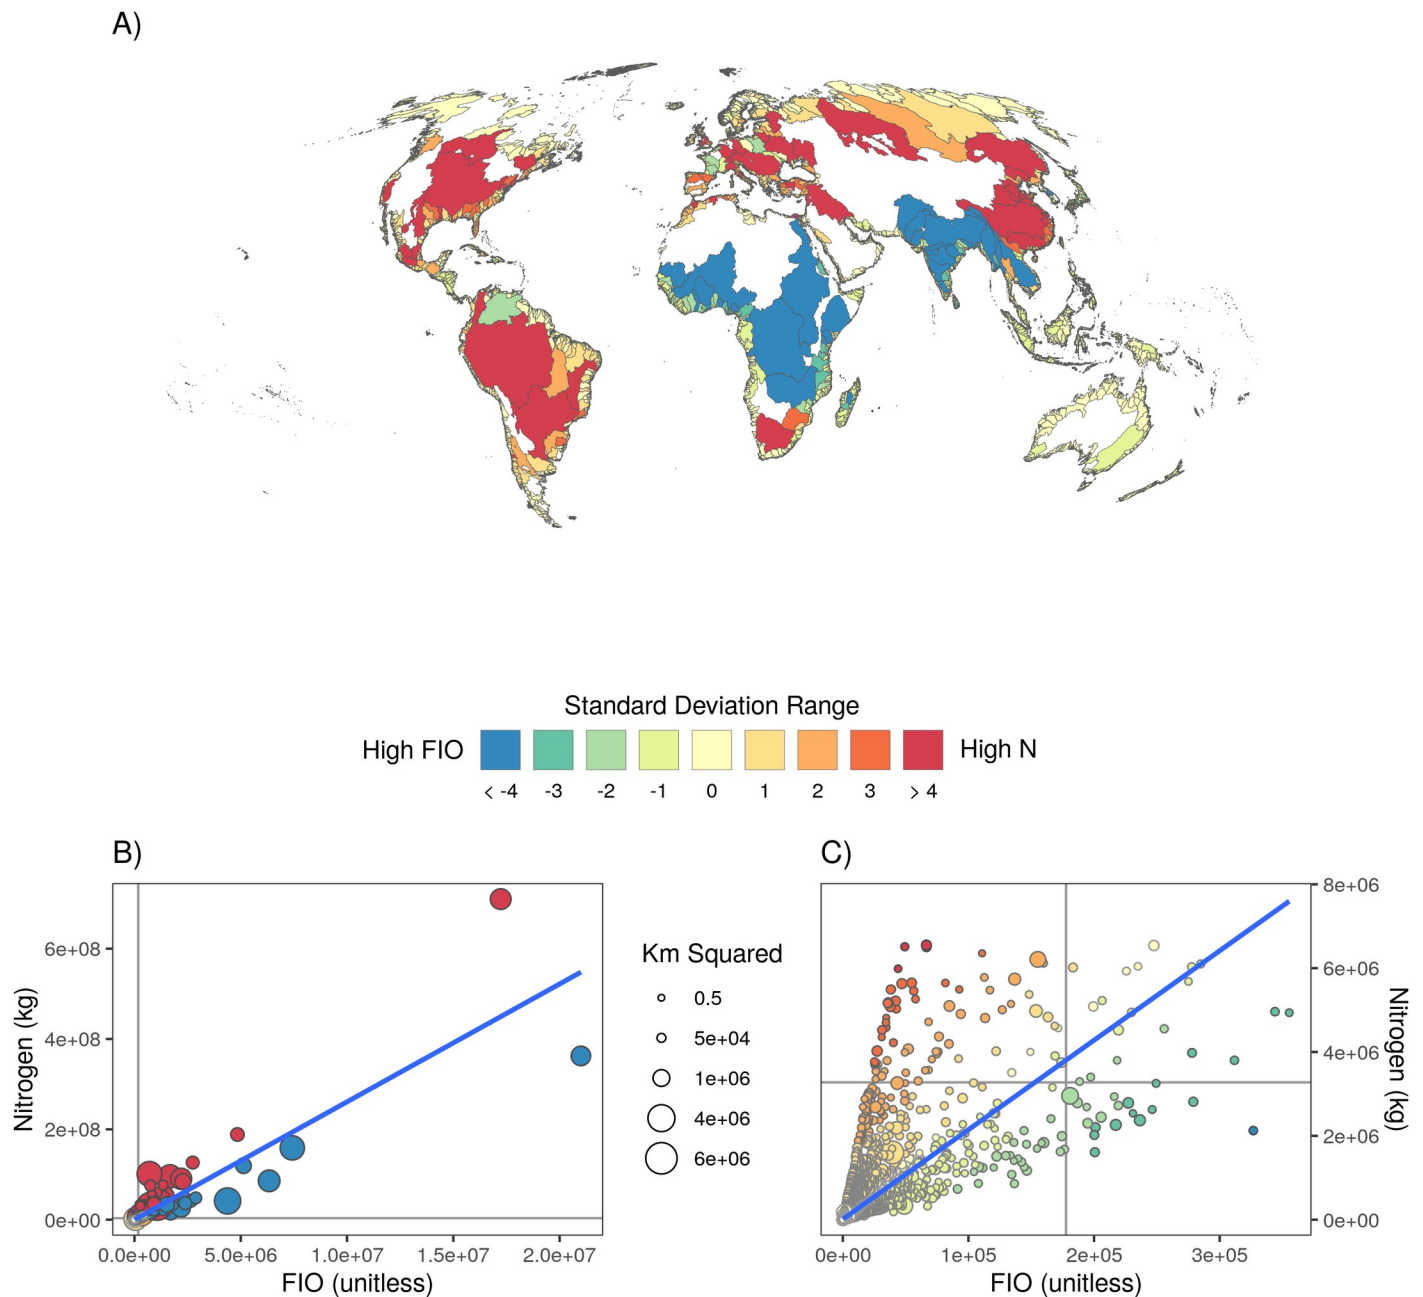 A)
Standard Deviation Range
High FIO
High N
< -4 -3 -2 -1 0 1 2 3 > 4
B)
Nitrogen (kg)
6e+08
4e+08
2e+08
0e+00
0.0e+00 5.0e+06 1.0e+07 1.5e+07 2.0e+07
FIO (unitless)
Km Squared
0.5
5e+04
1e+06
4e+06
6e+06
C)
8e+06
6e+06
4e+06
2e+06
0e+00
Nitrogen (kg)
0e+00 1e+05 2e+05 3e+05
FIO (unitless)